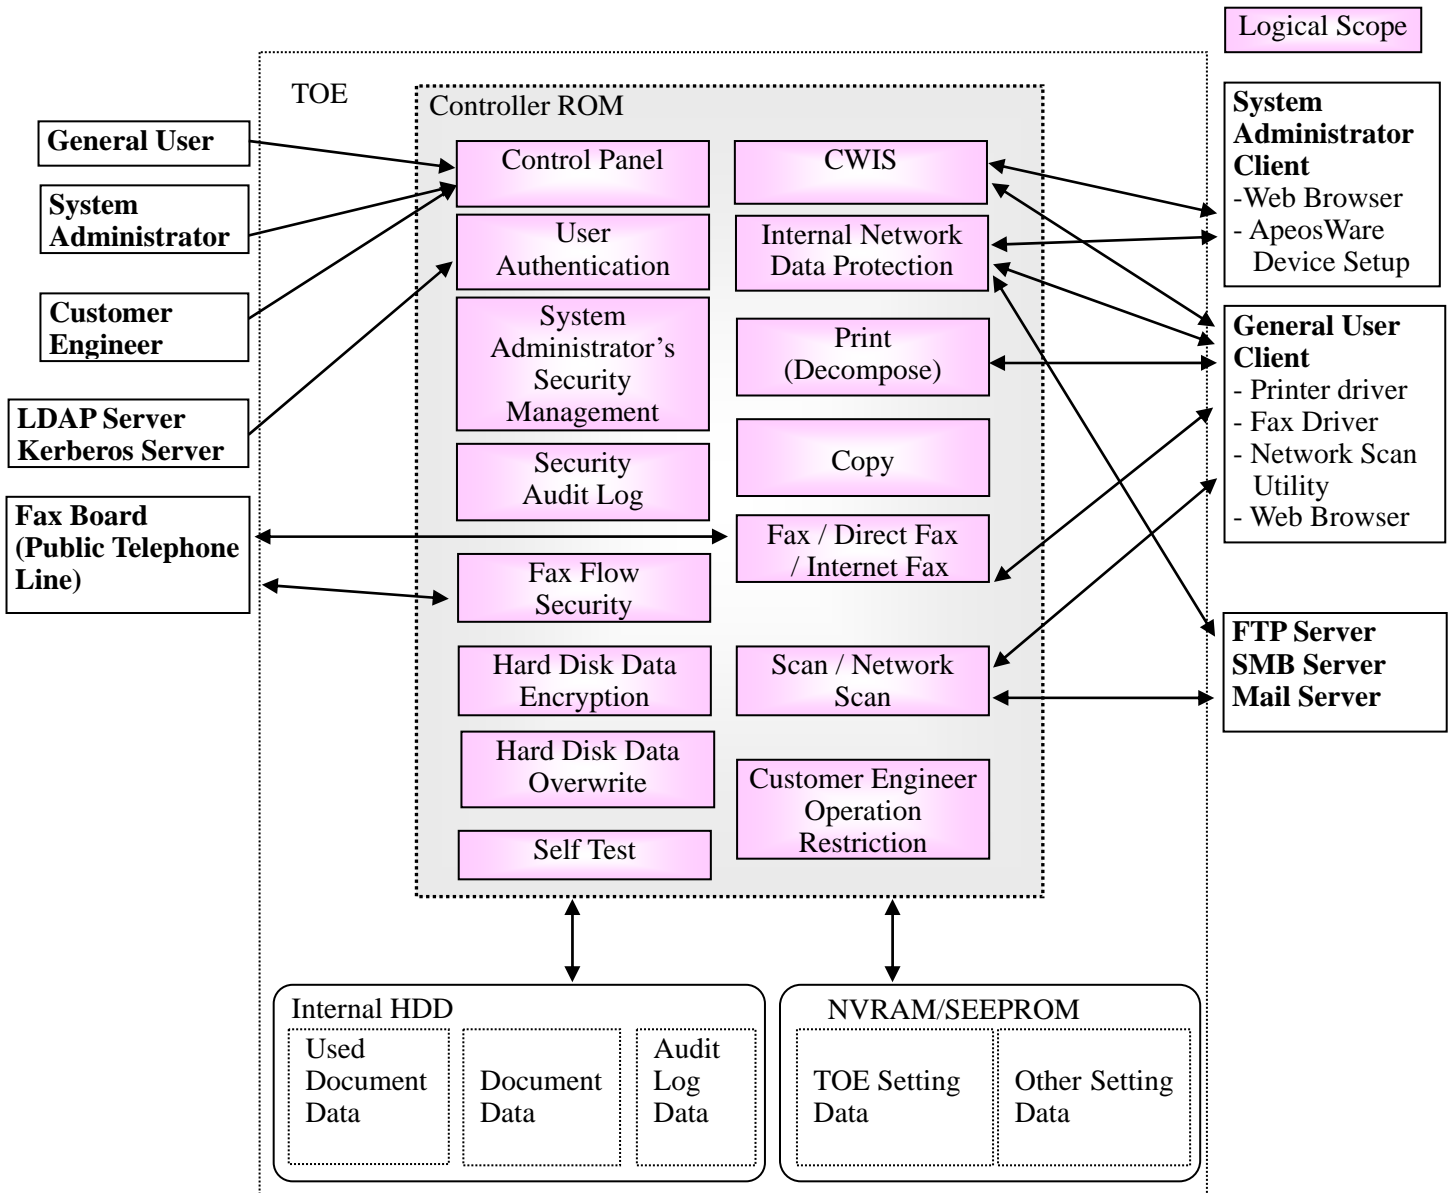 Logical Scope
TOE
Controller ROM
General User
System
Administrator
Customer
Engineer
LDAP Server
Kerberos Server
Fax Board
(Public Telephone
Line)
Control Panel
User
Authentication
System
Administrator’s
Security
Management
Security
Audit Log
Fax Flow
Security
Hard Disk Data
Encryption
Hard Disk Data
Overwrite
Self Test
CWIS
Internal Network
Data Protection
Print
(Decompose)
Copy
Fax / Direct Fax
/ Internet Fax
Scan / Network
Scan
Customer Engineer
Operation
Restriction
System
Administrator
Client
-Web Browser
- ApeosWare
Device Setup
General User
Client
- Printer driver
- Fax Driver
- Network Scan
Utility
- Web Browser
FTP Server
SMB Server
Mail Server
Internal HDD
Used
Document
Data
Document
Data
Audit
Log
Data
NVRAM/SEEPROM
TOE Setting
Data
Other Setting
Data